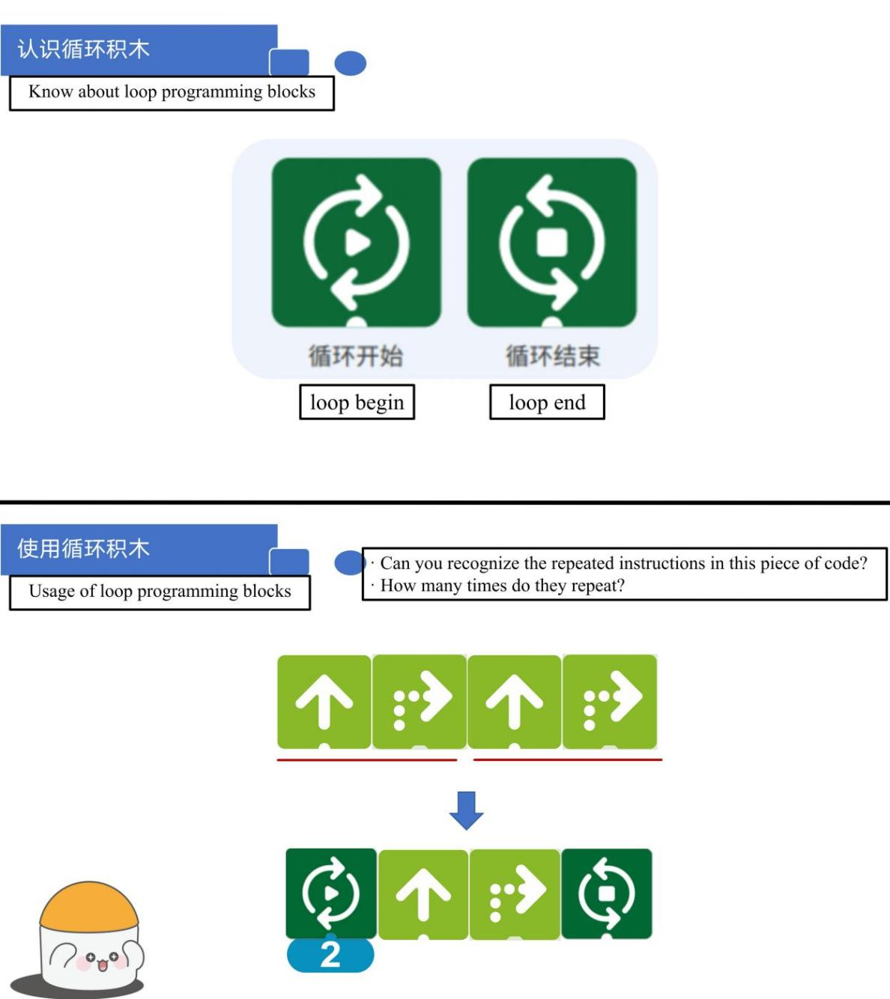 认识循环积木
Know about loop programming blocks
循环开始
循环结束
loop begin
loop end
使用循环积木
Usage of loop programming blocks
· Can you recognize the repeated instructions in this piece of code?
· How many times do they repeat?
2